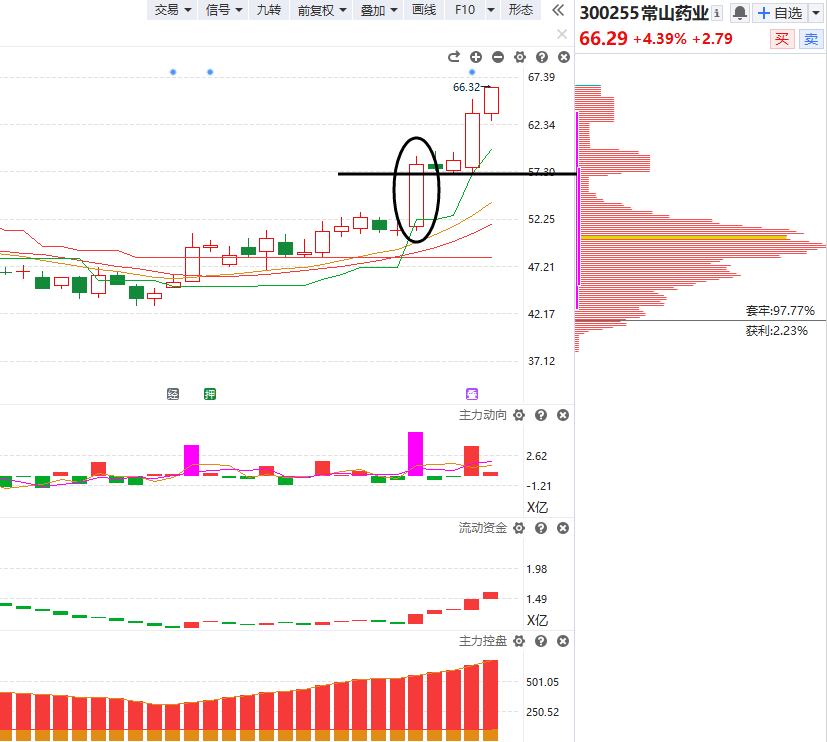 交易 信号 九转 前复权 叠加 画线 F10 形态
300255 常山药业 自选
66.29 +4.39% +2.79 买 卖
67.39
66.32
62.34
57.30
52.25
47.21
42.17
37.12
套牢:97.77%
获利:2.23%
经 押
主力动向
2.62
-1.21
X亿
流动资金
1.98
1.49
X亿
主力控盘
501.05
250.52